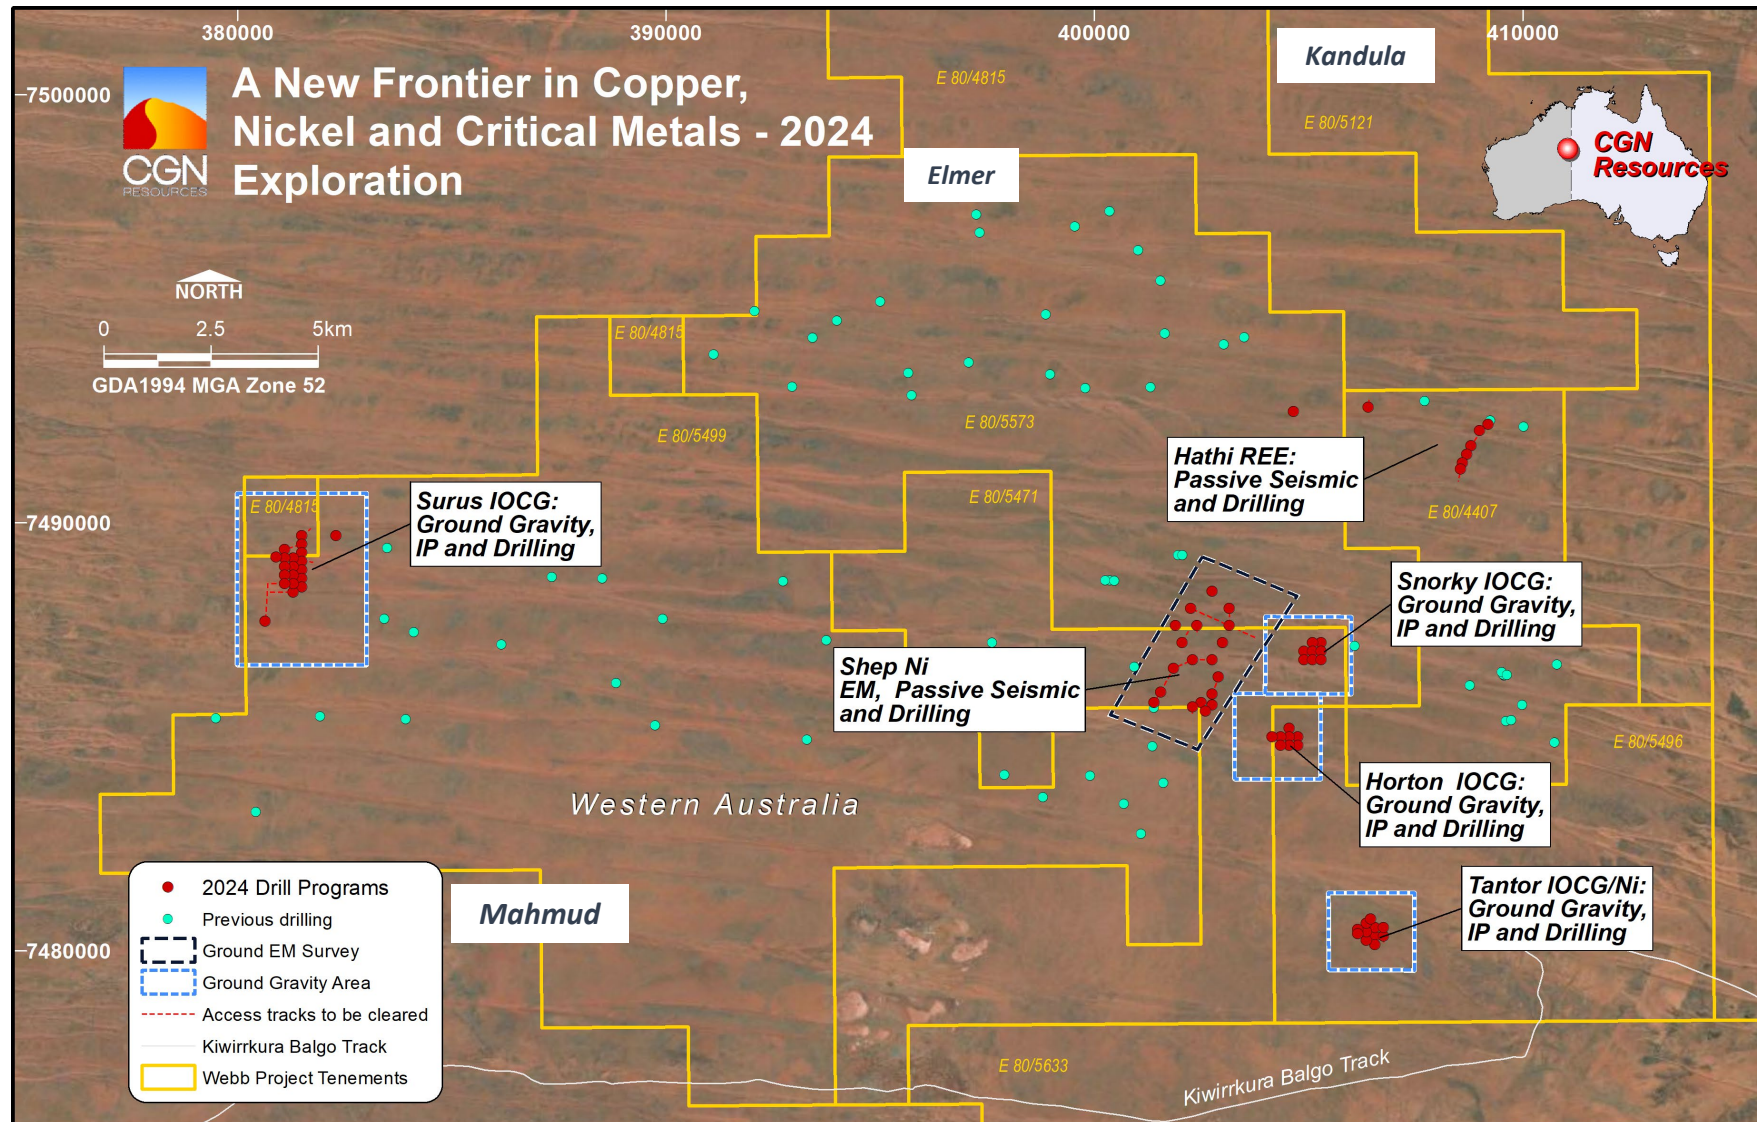 380000
390000
400000
410000
7500000
7490000
7480000
CGN
RESOURCES
A New Frontier in Copper,
Nickel and Critical Metals - 2024
Exploration
Kandula
Elmer
Mahmud
CGN
Resources
NORTH
0 2.5 5km
GDA1994 MGA Zone 52
E 80/4815
E 80/5121
E 80/4815
E 80/5499
E 80/5573
E 80/5471
E 80/4815
E 80/4407
E 80/5496
E 80/5633
Surus IOCG:
Ground Gravity,
IP and Drilling
Hathi REE:
Passive Seismic
and Drilling
Snorky IOCG:
Ground Gravity,
IP and Drilling
Shep Ni
EM, Passive Seismic
and Drilling
Horton IOCG:
Ground Gravity,
IP and Drilling
Tantor IOCG/Ni:
Ground Gravity,
IP and Drilling
Western Australia
Kiwirrkura Balgo Track
2024 Drill Programs
Previous drilling
Ground EM Survey
Ground Gravity Area
Access tracks to be cleared
Kiwirrkura Balgo Track
Webb Project Tenements